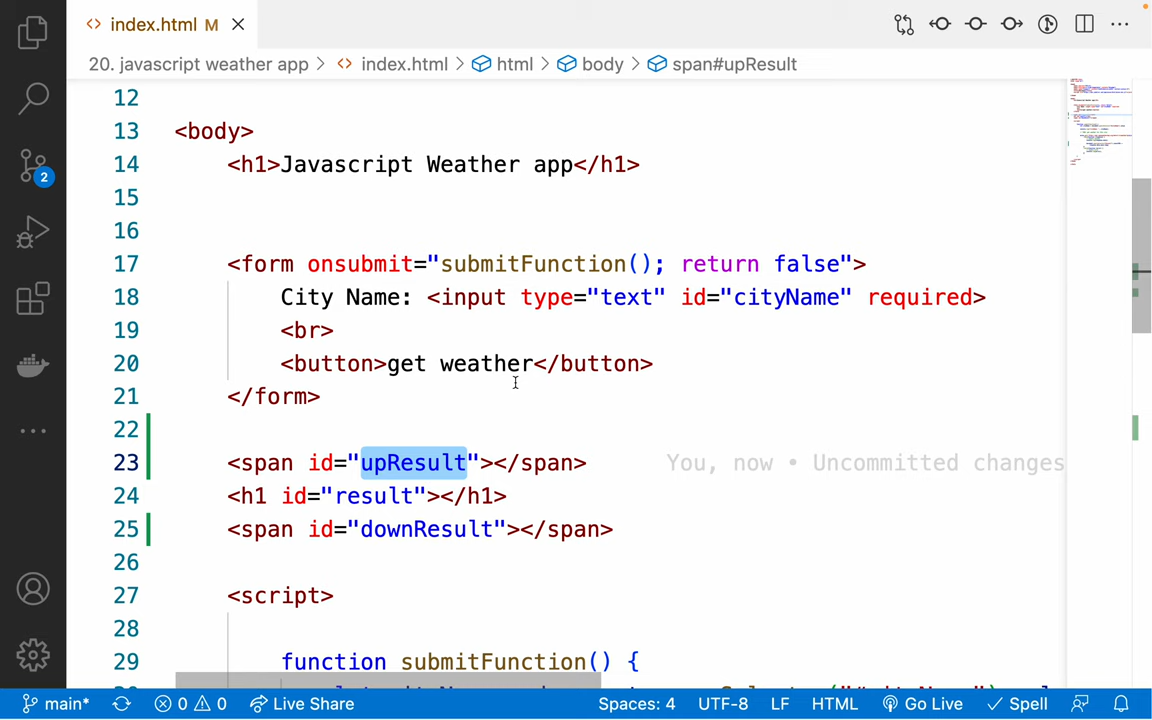 index.html M
20. javascript weather app > index.html > html > body > span#upResult
12
13 <body>
14 <h1>Javascript Weather app</h1>
15
16
17 <form onsubmit="submitFunction(); return false">
18 City Name: <input type="text" id="cityName" required>
19 <br>
20 <button>get weather</button>
21 </form>
22
23 <span id="upResult"></span> You, now • Uncommitted changes
24 <h1 id="result"></h1>
25 <span id="downResult"></span>
26
27 <script>
28
29 function submitFunction() {
2
main* 0 0 Live Share Spaces: 4 UTF-8 LF HTML Go Live Spell